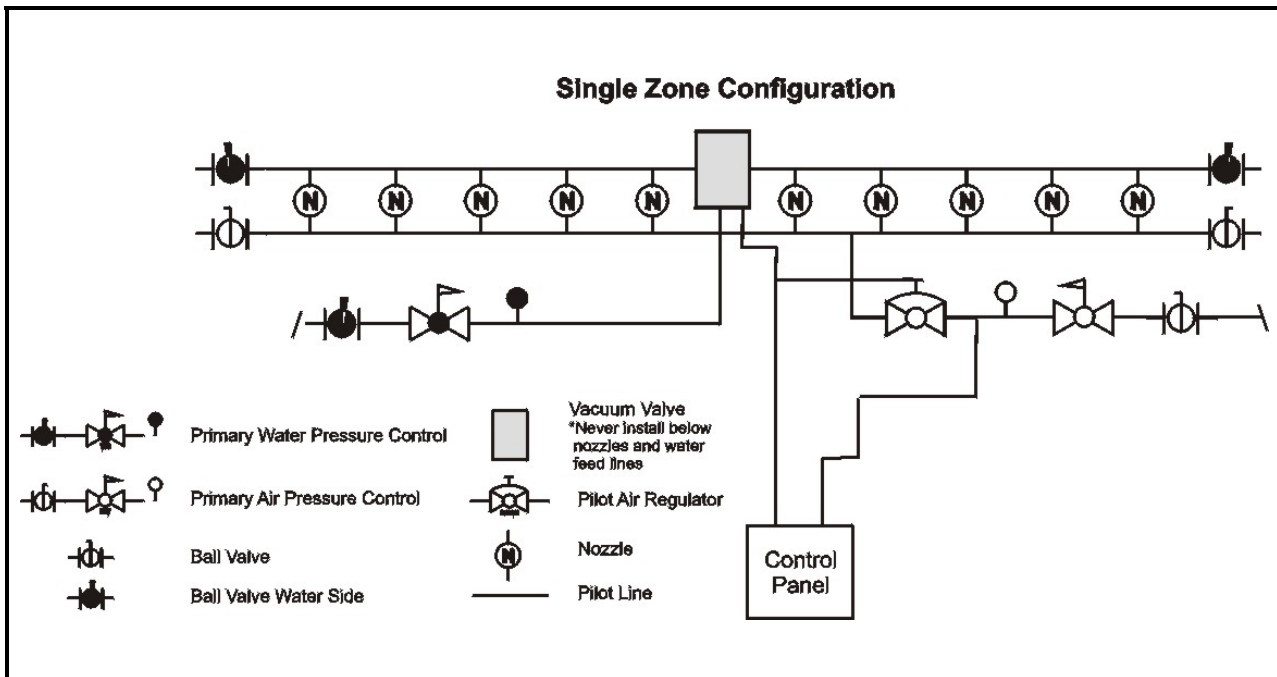 Single Zone Configuration
N N N N N N N N N N
Primary Water Pressure Control
Primary Air Pressure Control
Ball Valve
Ball Valve Water Side
Vacuum Valve
*Never install below
nozzles and water
feed lines
Pilot Air Regulator
N
Nozzle
Pilot Line
Control
Panel